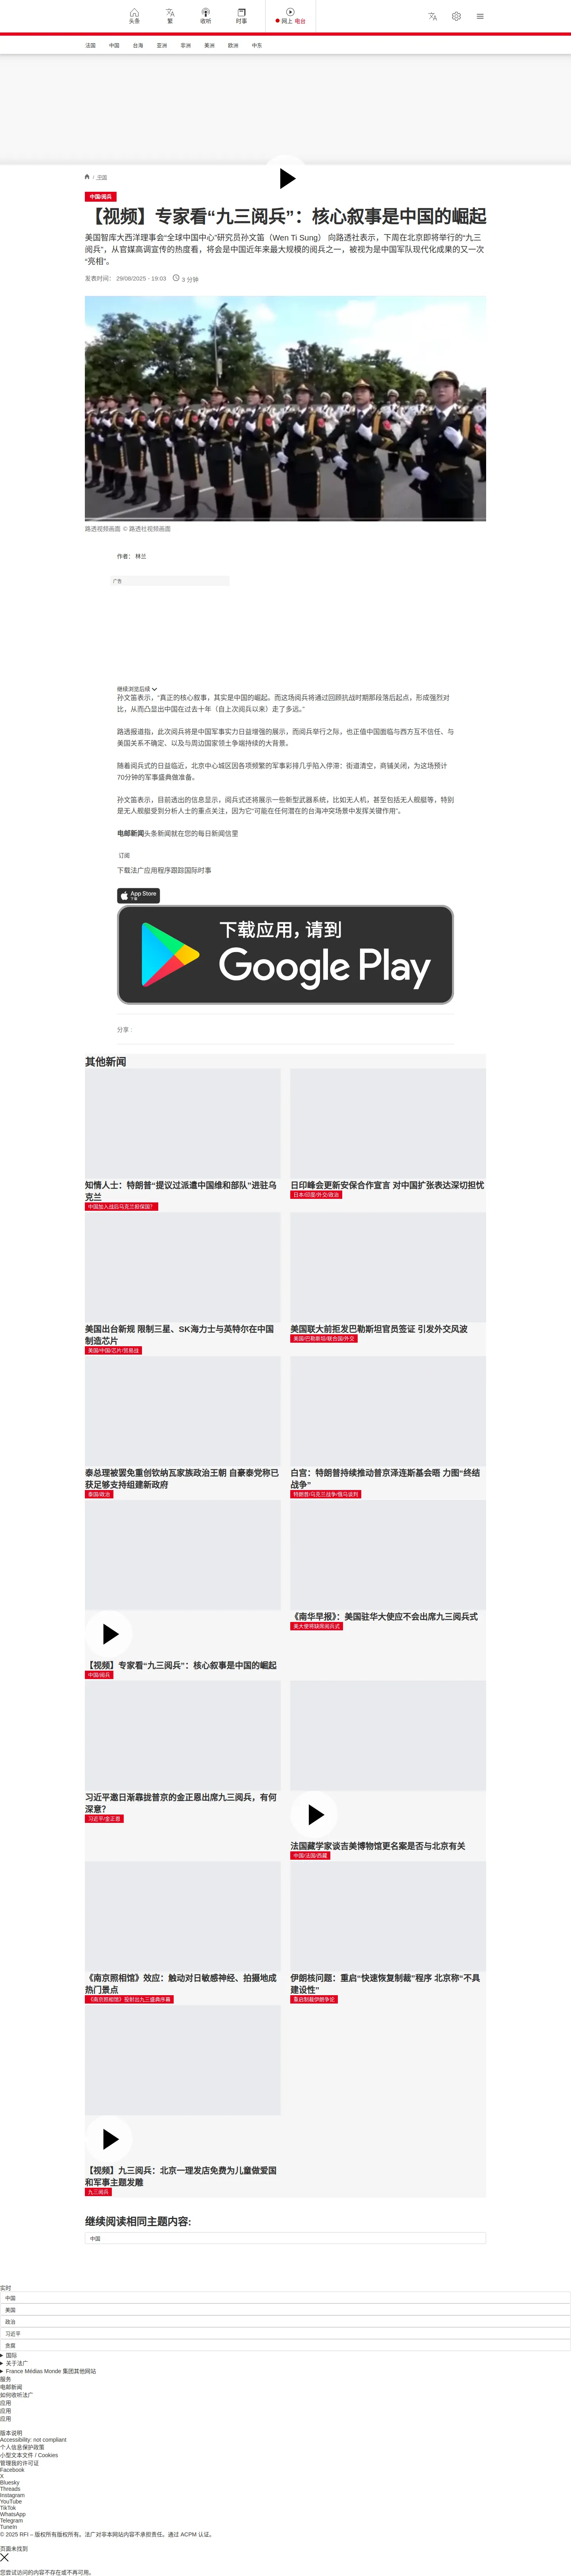 头条
繁
收听
时事
网上 电台
法国
中国
台海
亚洲
非洲
美洲
欧洲
中东
/ 中国
中国/阅兵
【视频】专家看“九三阅兵”：核心叙事是中国的崛起
美国智库大西洋理事会“全球中国中心”研究员孙文笛（Wen Ti Sung） 向路透社表示，下周在北京即将举行的“九三
阅兵”，从官媒高调宣传的热度看，将会是中国近年来最大规模的阅兵之一，被视为是中国军队现代化成果的又一次
“亮相”。
发表时间： 29/08/2025 - 19:03
3 分钟
路透视频画面 © 路透社视频画面
作者： 林兰
广告
继续浏览后续
孙文笛表示，“真正的核心叙事，其实是中国的崛起。而这场阅兵将通过回顾抗战时期那段落后起点，形成强烈对
比，从而凸显出中国在过去十年（自上次阅兵以来）走了多远。”
路透报道指，此次阅兵将是中国军事实力日益增强的展示，而阅兵举行之际，也正值中国面临与西方互不信任、与
美国关系不确定、以及与周边国家领土争端持续的大背景。
随着阅兵式的日益临近，北京中心城区因各项频繁的军事彩排几乎陷入停滞：街道清空，商铺关闭，为这场预计
70分钟的军事盛典做准备。
孙文笛表示，目前透出的信息显示，阅兵式还将展示一些新型武器系统，比如无人机，甚至包括无人舰艇等，特别
是无人舰艇受到分析人士的重点关注，因为它“可能在任何潜在的台海冲突场景中发挥关键作用”。
电邮新闻头条新闻就在您的每日新闻信里
订阅
下载法广应用程序跟踪国际时事
App Store
下载
下载应用，请到
Google Play
分享 :
其他新闻
知情人士：特朗普“提议过派遣中国维和部队”进驻乌
克兰
中国加入战后乌克兰担保国？
日印峰会更新安保合作宣言 对中国扩张表达深切担忧
日本/印度/外交/政治
美国出台新规 限制三星、SK海力士与英特尔在中国
制造芯片
美国/中国/芯片/贸易战
美国联大前拒发巴勒斯坦官员签证 引发外交风波
美国/巴勒斯坦/联合国/外交
泰总理被罢免重创钦纳瓦家族政治王朝 自豪泰党称已
获足够支持组建新政府
泰国/政治
白宫：特朗普持续推动普京泽连斯基会晤 力图“终结
战争”
特朗普/乌克兰战争/俄乌谈判
【视频】专家看“九三阅兵”：核心叙事是中国的崛起
中国/阅兵
《南华早报》：美国驻华大使应不会出席九三阅兵式
美大使将缺席阅兵式
习近平邀日渐靠拢普京的金正恩出席九三阅兵，有何
深意？
习近平/金正恩
法国藏学家谈吉美博物馆更名案是否与北京有关
中国/法国/西藏
《南京照相馆》效应：触动对日敏感神经、拍摄地成
热门景点
《南京照相馆》投射出九三盛典序幕
伊朗核问题：重启“快速恢复制裁”程序 北京称“不具
建设性”
重启制裁伊朗争论
【视频】九三阅兵：北京一理发店免费为儿童做爱国
和军事主题发雕
九三阅兵
继续阅读相同主题内容:
中国
实时
中国
美国
政治
习近平
贪腐
国际
关于法广
France Médias Monde 集团其他网站
服务
电邮新闻
如何收听法广
应用
应用
应用
版本说明
Accessibility: not compliant
个人信息保护政策
小型文本文件 / Cookies
管理我的许可证
Facebook
X
Bluesky
Threads
Instagram
YouTube
TikTok
WhatsApp
Telegram
TuneIn
© 2025 RFI – 版权所有版权所有。法广对非本网站内容不承担责任。通过 ACPM 认证。
页面未找到
您尝试访问的内容不存在或不再可用。